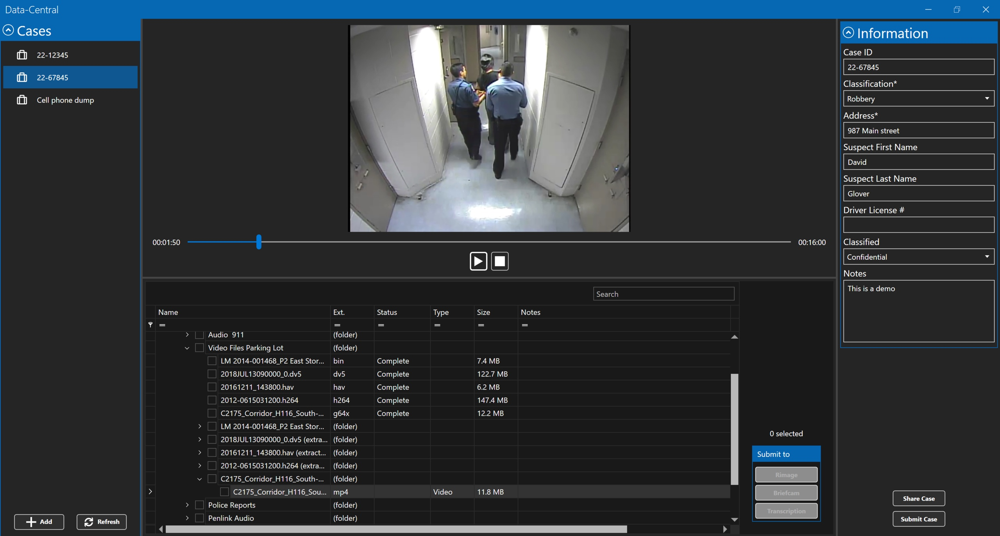 Data-Central
Cases
22-12345
22-67845
Cell phone dump
Add
Refresh
00:01:50
00:16:00
Search
Name Ext. Status Type Size Notes
= = = = = =
Audio 911 (folder)
Video Files Parking Lot (folder)
LM 2014-001468_P2 East Stor... bin Complete 7.4 MB
2018JUL13090000_0.dv5 dv5 Complete 122.7 MB
20161211_143800.hav hav Complete 6.2 MB
2012-0615031200.h264 h264 Complete 147.4 MB
C2175_Corridor_H116_South-... g64x Complete 12.2 MB
LM 2014-001468_P2 East Stor... (folder)
2018JUL13090000_0.dv5 (extra... (folder)
20161211_143800.hav (extract... (folder)
2012-0615031200.h264 (extra... (folder)
C2175_Corridor_H116_South-... (folder)
C2175_Corridor_H116_Sou... mp4 Video 11.8 MB
Police Reports (folder)
Penlink Audio (folder)
0 selected
Submit to
Rimage
Briefcam
Transcription
Information
Case ID
22-67845
Classification*
Robbery
Address*
987 Main street
Suspect First Name
David
Suspect Last Name
Glover
Driver License #
Classified
Confidential
Notes
This is a demo
Share Case
Submit Case